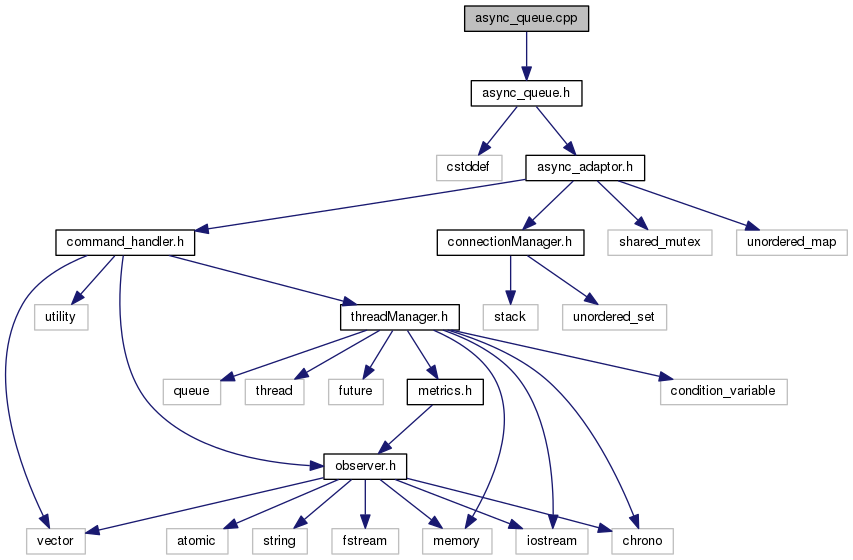 async_queue.cpp
async_queue.h
cstddef
async_adaptor.h
command_handler.h
connectionManager.h
shared_mutex
unordered_map
utility
threadManager.h
stack
unordered_set
queue
thread
future
metrics.h
condition_variable
observer.h
vector
atomic
string
fstream
memory
iostream
chrono